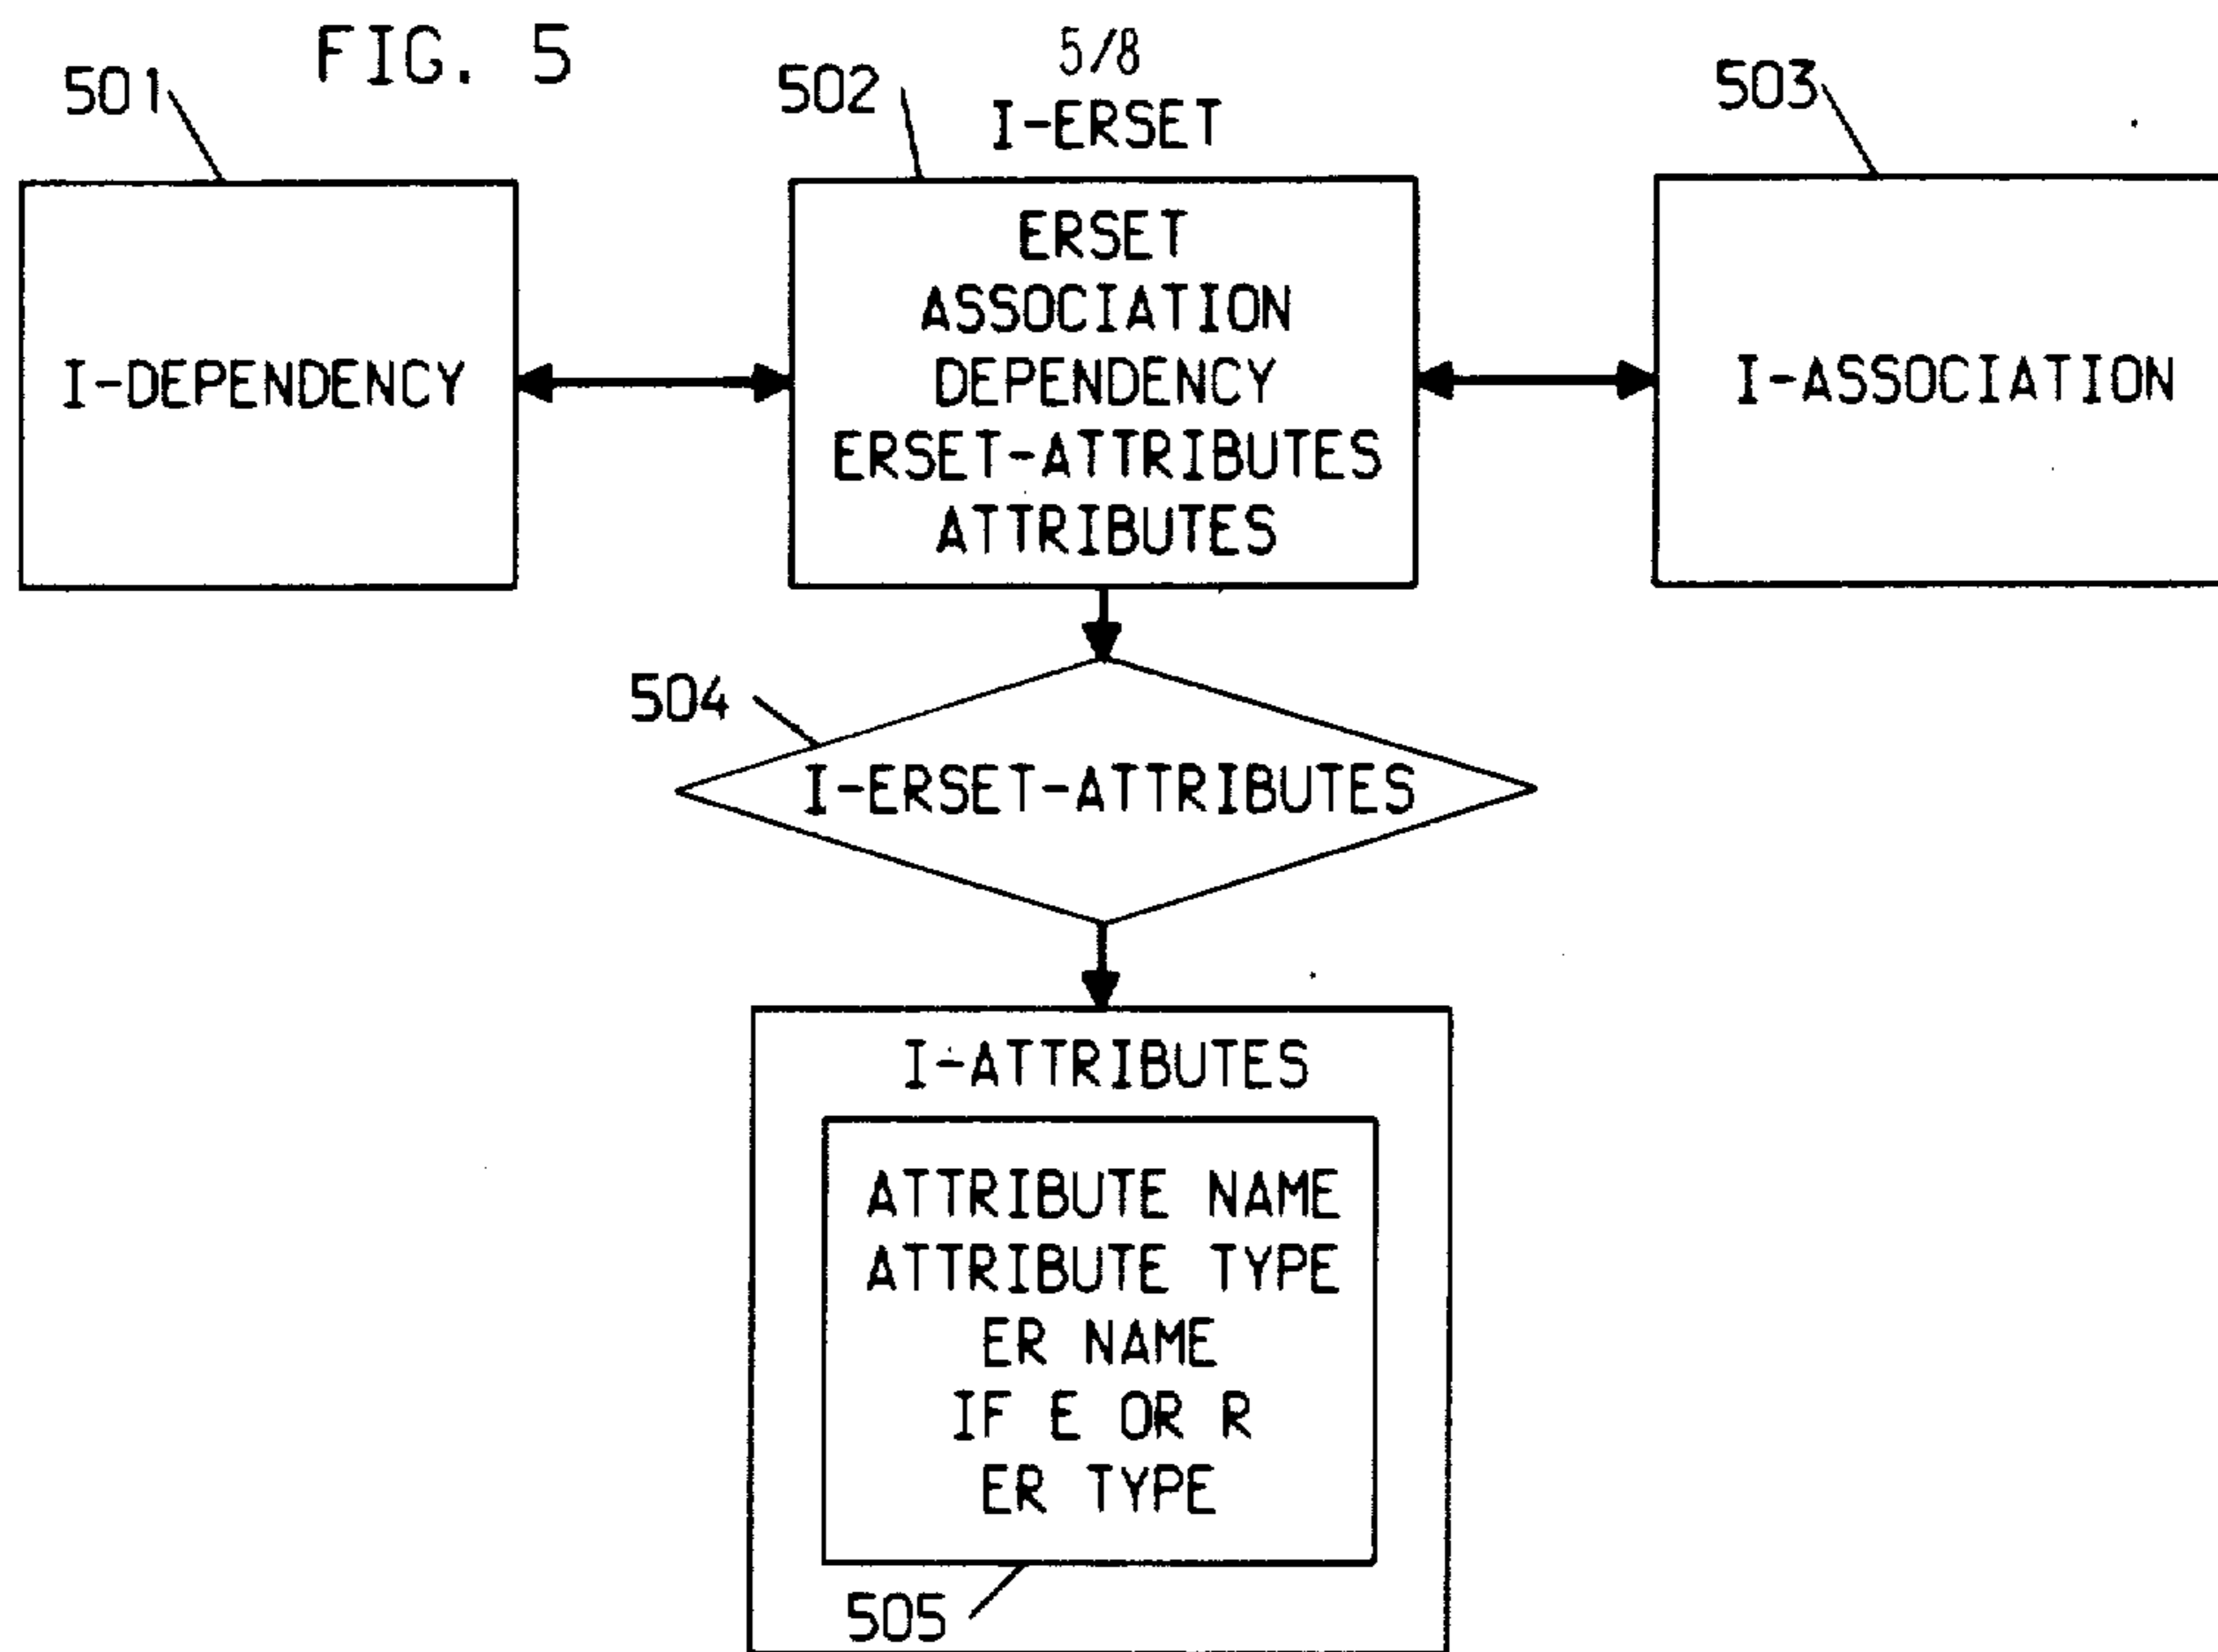 FIG. 5
5/8
501
502
I-ERSET
503
I-DEPENDENCY
ERSET
ASSOCIATION
DEPENDENCY
ERSET-ATTRIBUTES
ATTRIBUTES
I-ASSOCIATION
504
I-ERSET-ATTRIBUTES
I-ATTRIBUTES
ATTRIBUTE NAME
ATTRIBUTE TYPE
ER NAME
IF E OR R
ER TYPE
505